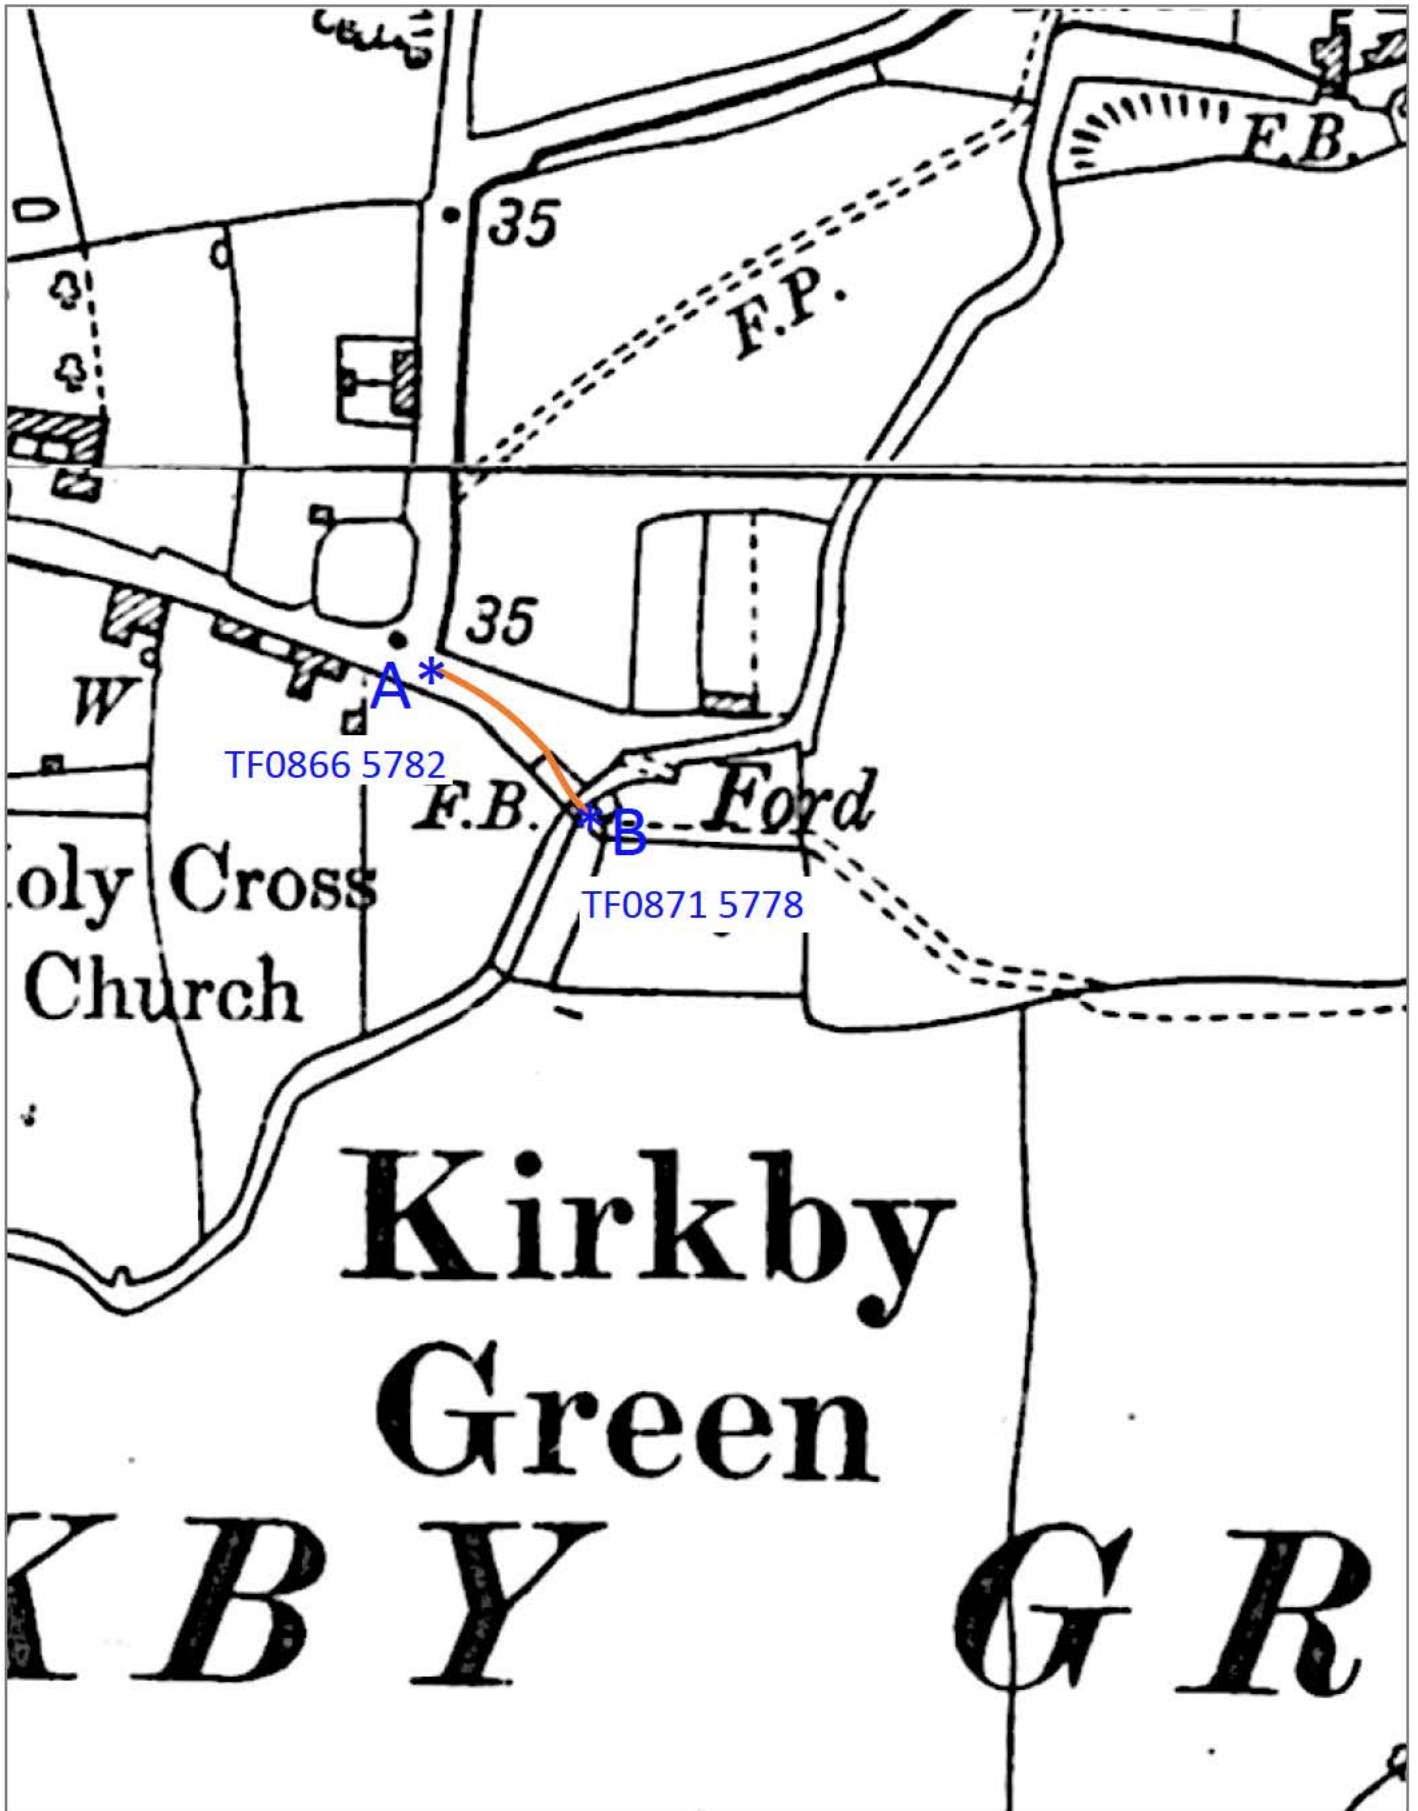 F.B.
35
F.P.
35
A *
W
TF0866 5782
F.B.
Ford
* B
oly Cross
TF0871 5778
Church
Kirkby
Green
KBY GR